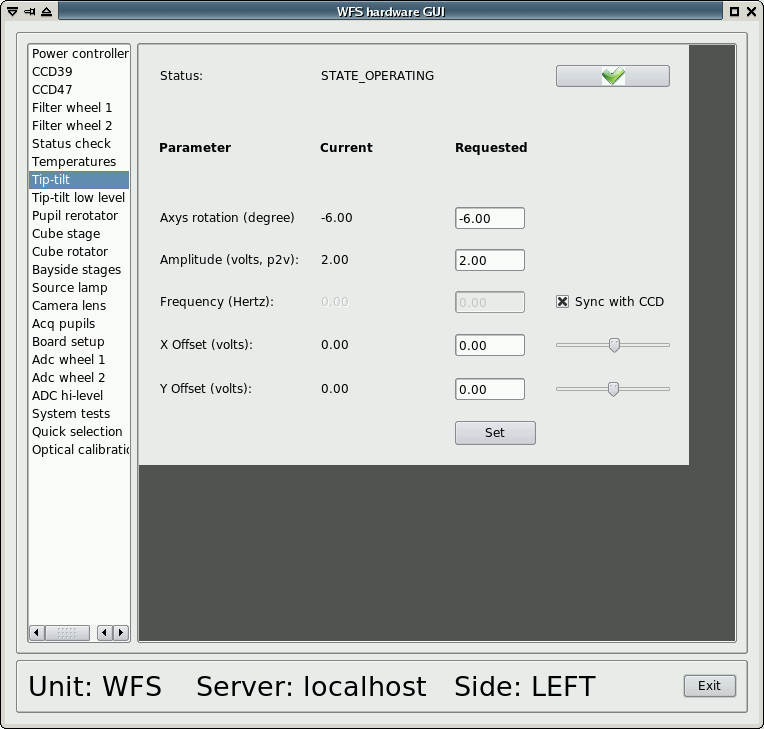 WFS hardware GUI
Power controller
CCD39
CCD47
Filter wheel 1
Filter wheel 2
Status check
Temperatures
Tip-tilt
Tip-tilt low level
Pupil rerotator
Cube stage
Cube rotator
Bayside stages
Source lamp
Camera lens
Acq pupils
Board setup
Adc wheel 1
Adc wheel 2
ADC hi-level
System tests
Quick selection
Optical calibratio
Status: STATE_OPERATING
Parameter Current Requested
Axys rotation (degree) -6.00 -6.00
Amplitude (volts, p2v): 2.00 2.00
Frequency (Hertz): 0.00 0.00 Sync with CCD
X Offset (volts): 0.00 0.00
Y Offset (volts): 0.00 0.00
Set
Unit: WFS Server: localhost Side: LEFT Exit